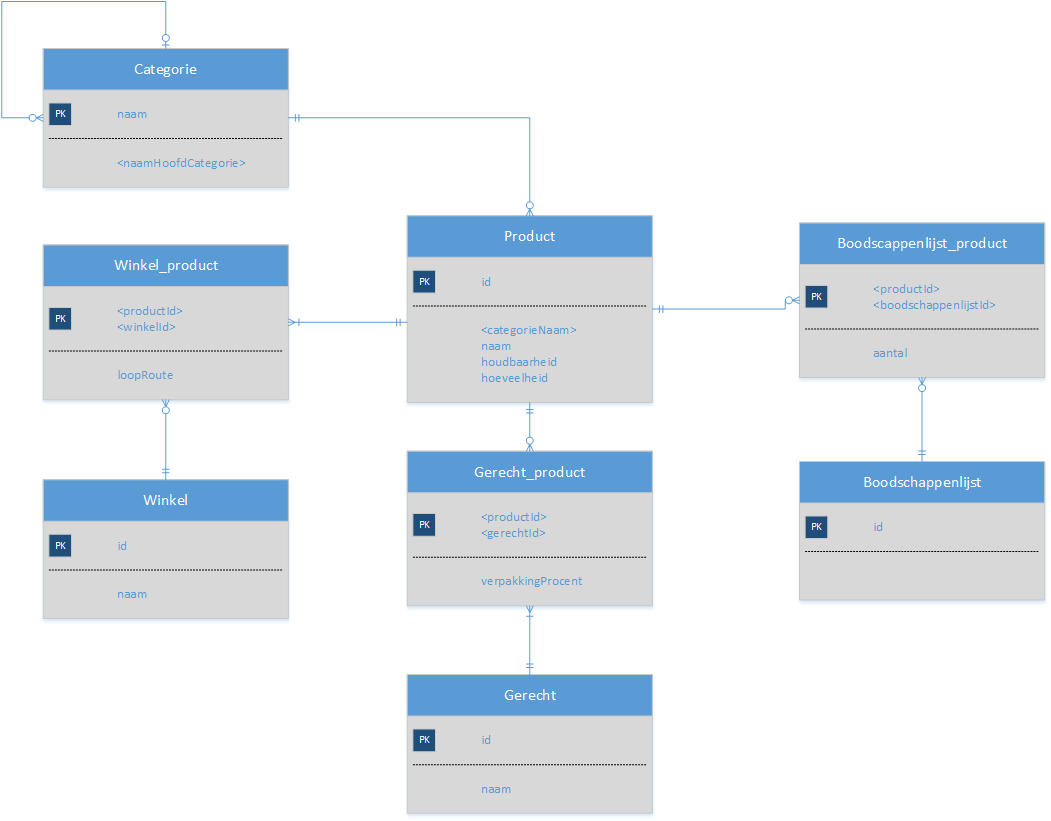 Categorie
PK
naam
<naamHoofdCategorie>
Winkel_product
PK
<productId>
<winkelId>
loopRoute
Winkel
PK
id
naam
Product
PK
id
<categorieNaam>
naam
houdbaarheid
hoeveelheid
Gerecht_product
PK
<productId>
<gerechtId>
verpakkingProcent
Gerecht
PK
id
naam
Boodscappenlijst_product
PK
<productId>
<boodschappenlijstId>
aantal
Boodschappenlijst
PK
id